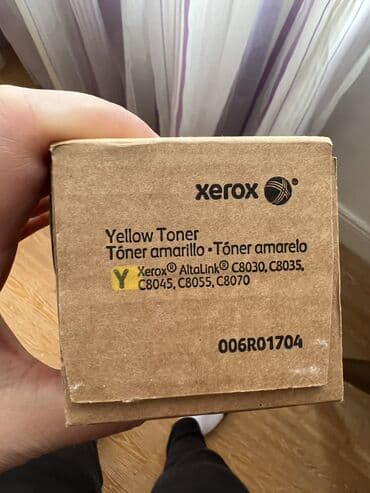 xerox®
Yellow Toner
Tóner amarillo • Tóner amarelo
Y Xerox® AltaLink® C8030, C8035,
C8045, C8055, C8070
006R01704